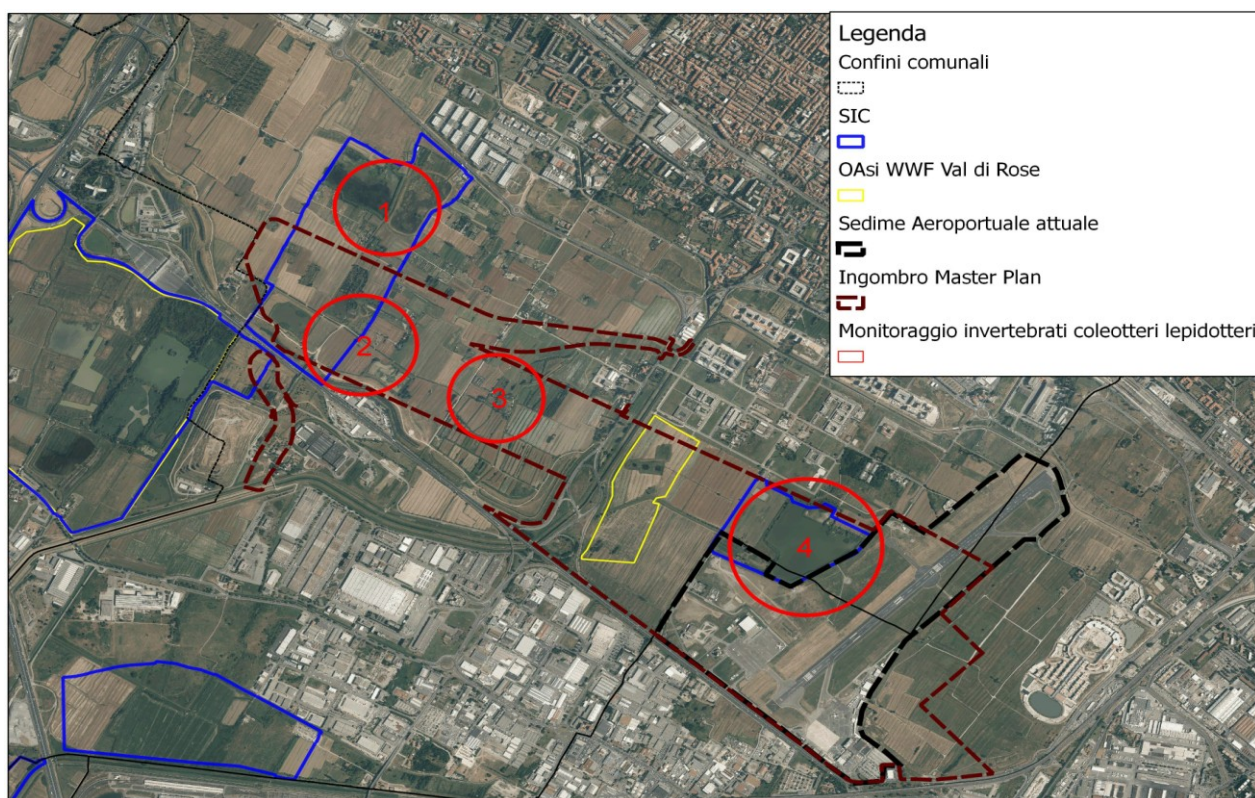 Legenda
Confini comunali
SIC
OAsi WWF Val di Rose
Sedime Aeroportuale attuale
Ingombro Master Plan
Monitoraggio invertebrati coleotteri lepidotteri
1
2
3
4